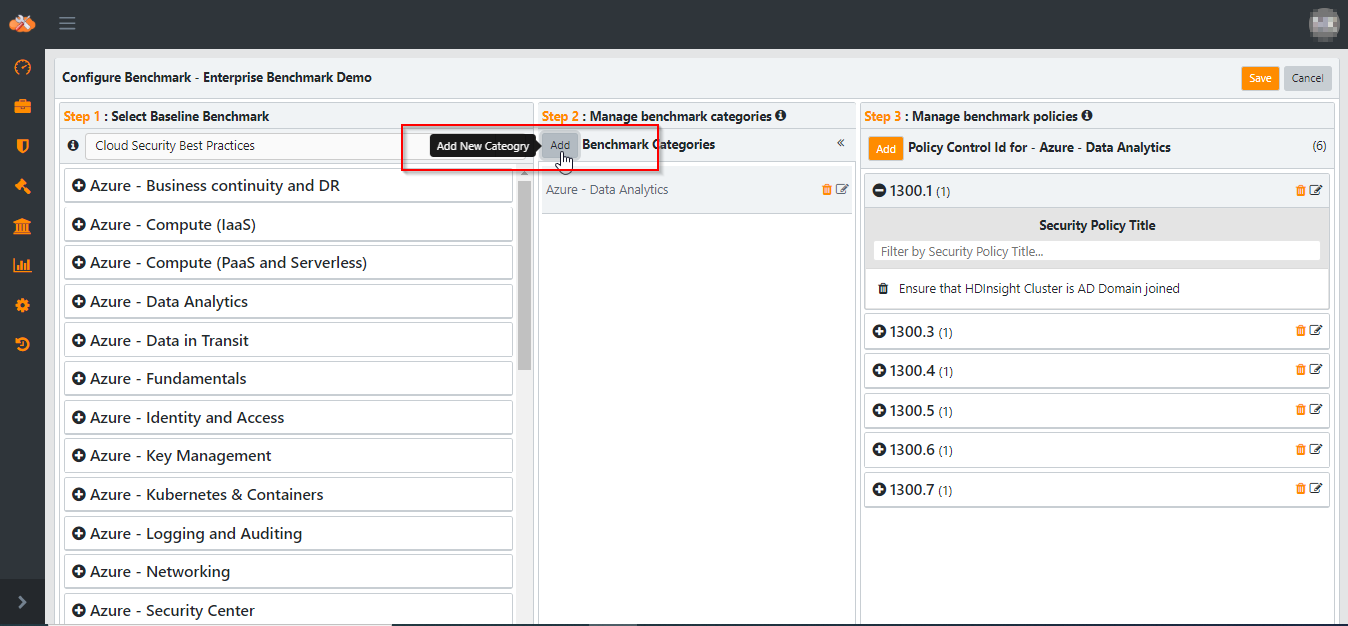 Configure Benchmark - Enterprise Benchmark Demo
Save
Cancel
Step 1 : Select Baseline Benchmark
Cloud Security Best Practices
Azure - Business continuity and DR
Azure - Compute (IaaS)
Azure - Compute (PaaS and Serverless)
Azure - Data Analytics
Azure - Data in Transit
Azure - Fundamentals
Azure - Identity and Access
Azure - Key Management
Azure - Kubernetes & Containers
Azure - Logging and Auditing
Azure - Networking
Azure - Security Center
Step 2 : Manage benchmark categories
Add New Cateogry
Add
Benchmark Categories
«
Azure - Data Analytics
Step 3 : Manage benchmark policies
Add
Policy Control Id for - Azure - Data Analytics
(6)
1300.1 (1)
Security Policy Title
Filter by Security Policy Title...
Ensure that HDInsight Cluster is AD Domain joined
1300.3 (1)
1300.4 (1)
1300.5 (1)
1300.6 (1)
1300.7 (1)